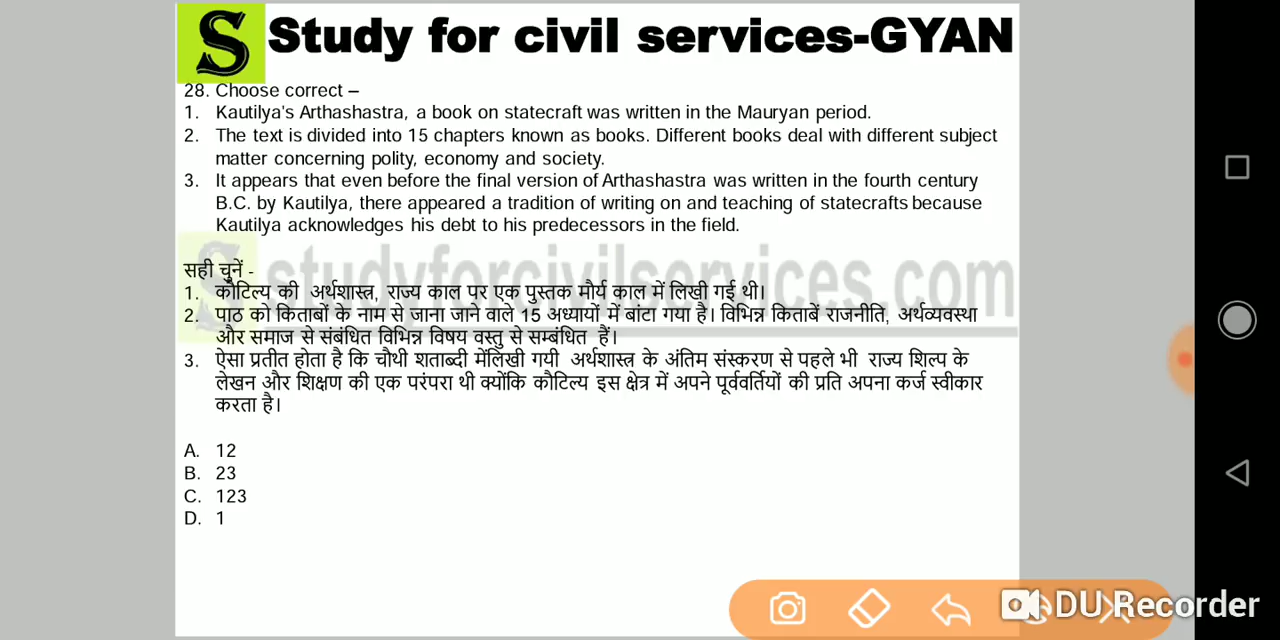 S Study for civil services-GYAN
28. Choose correct –
1. Kautilya's Arthashastra, a book on statecraft was written in the Mauryan period.
2. The text is divided into 15 chapters known as books. Different books deal with different subject
matter concerning polity, economy and society.
3. It appears that even before the final version of Arthashastra was written in the fourth century
B.C. by Kautilya, there appeared a tradition of writing on and teaching of statecrafts because
Kautilya acknowledges his debt to his predecessors in the field.
S studyforcivilservices.com
सही चुनें -
1. कौटिल्य की अर्थशास्त्र, राज्य काल पर एक पुस्तक मौर्य काल में लिखी गई थी।
2. पाठ को किताबों के नाम से जाना जाने वाले 15 अध्यायों में बांटा गया है। विभिन्न किताबें राजनीति, अर्थव्यवस्था
और समाज से संबंधित विभिन्न विषय वस्तु से सम्बंधित हैं।
3. ऐसा प्रतीत होता है कि चौथी शताब्दी मेंलिखी गयी अर्थशास्त्र के अंतिम संस्करण से पहले भी राज्य शिल्प के
लेखन और शिक्षण की एक परंपरा थी क्योंकि कौटिल्य इस क्षेत्र में अपने पूर्ववर्तियों की प्रति अपना कर्ज स्वीकार
करता है।
A. 12
B. 23
C. 123
D. 1
DU Recorder